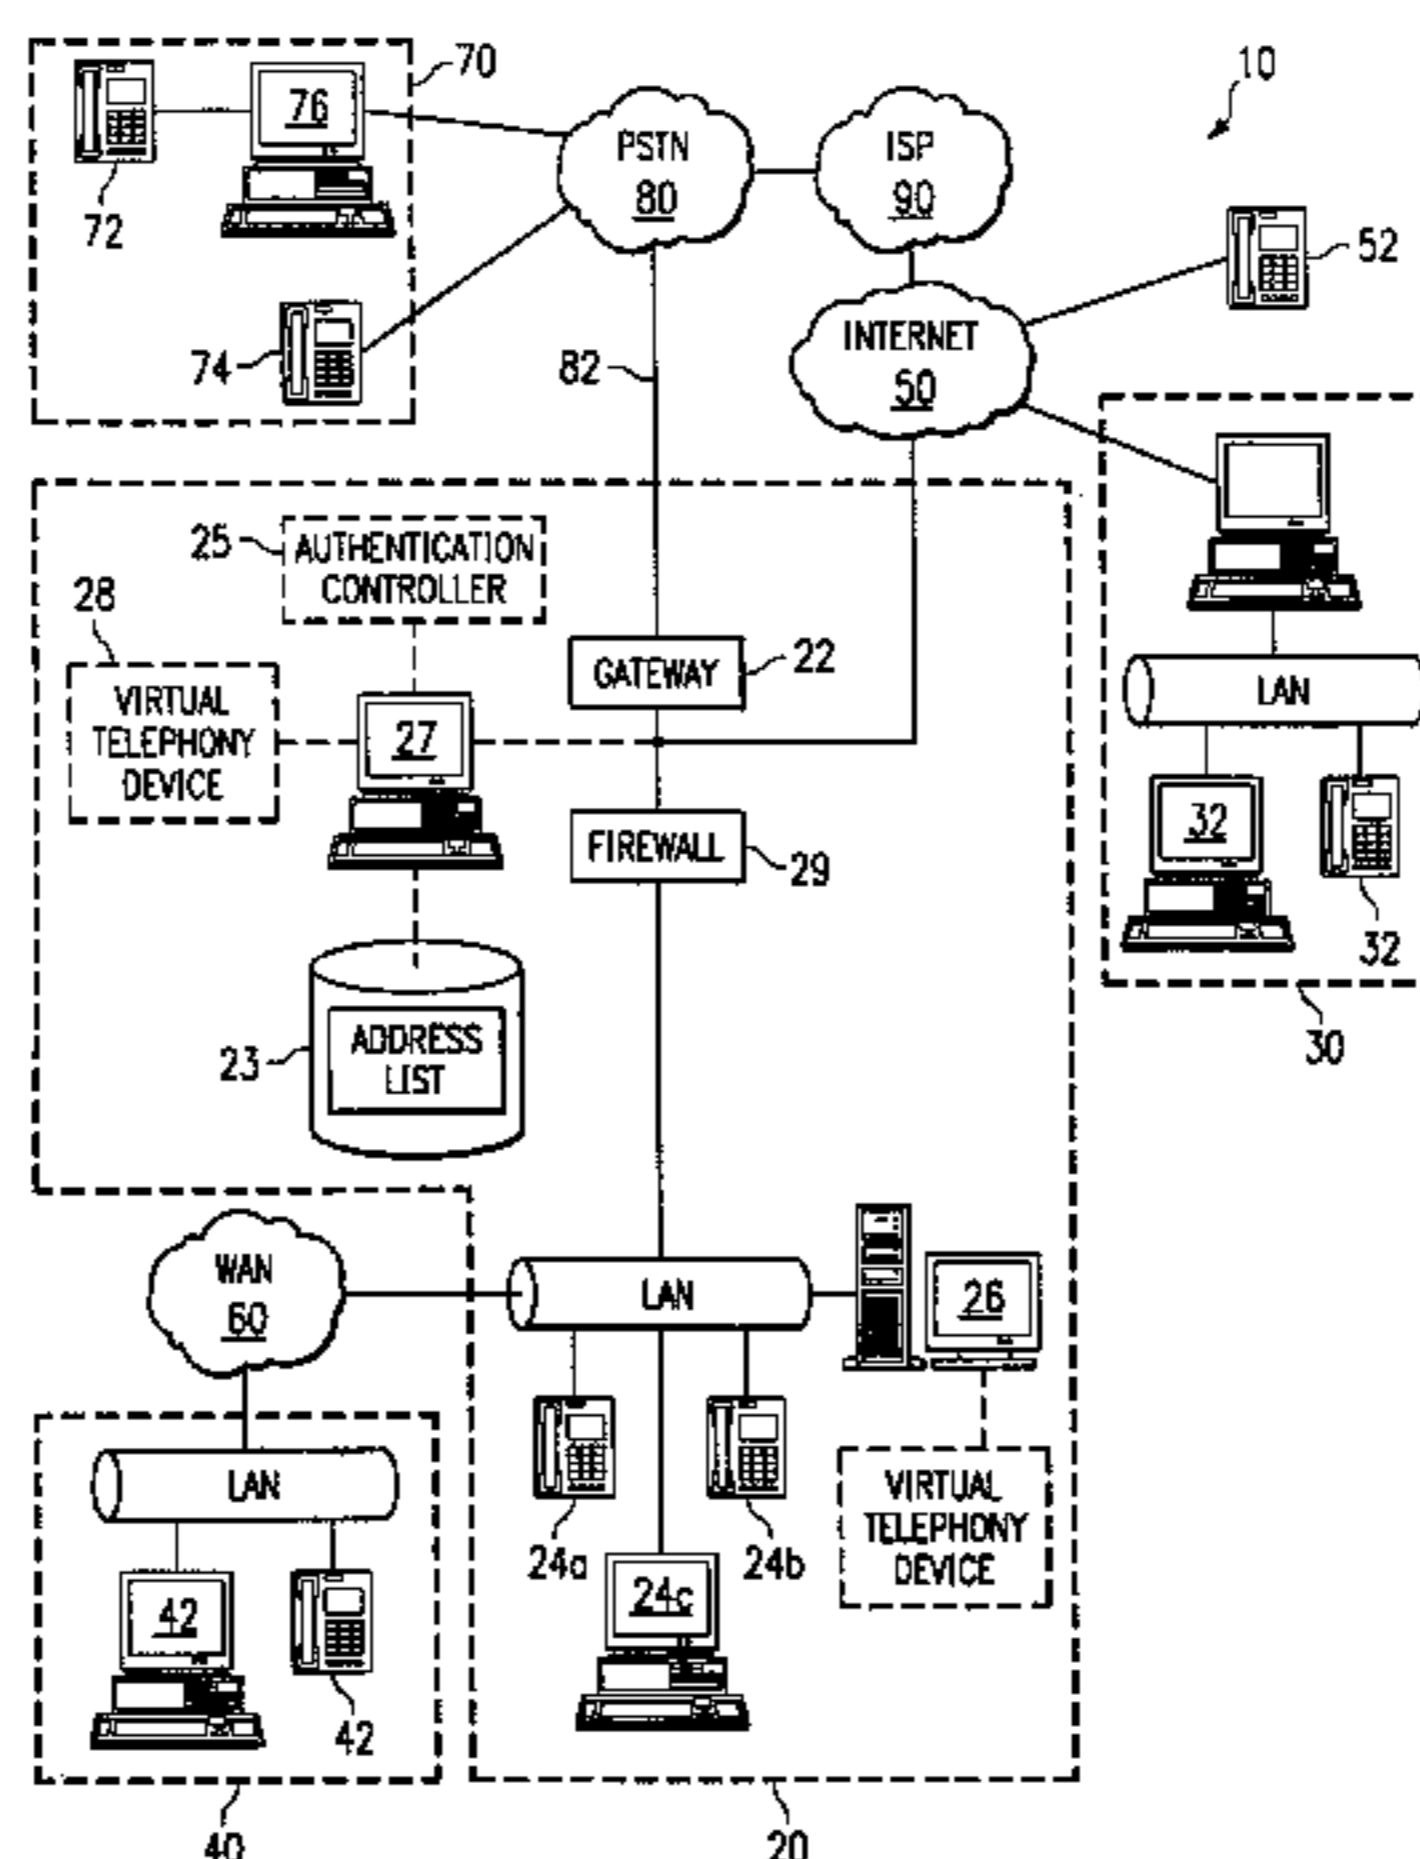 70
10
76
PSTN
80
ISP
90
72
52
INTERNET
50
74
82
25
AUTHENTICATION
CONTROLLER
28
VIRTUAL
TELEPHONY
DEVICE
GATEWAY
22
27
LAN
FIREWALL
29
32
32
30
23
ADDRESS
LIST
WAN
60
LAN
26
LAN
24a
24b
VIRTUAL
TELEPHONY
DEVICE
24c
42
42
40
20